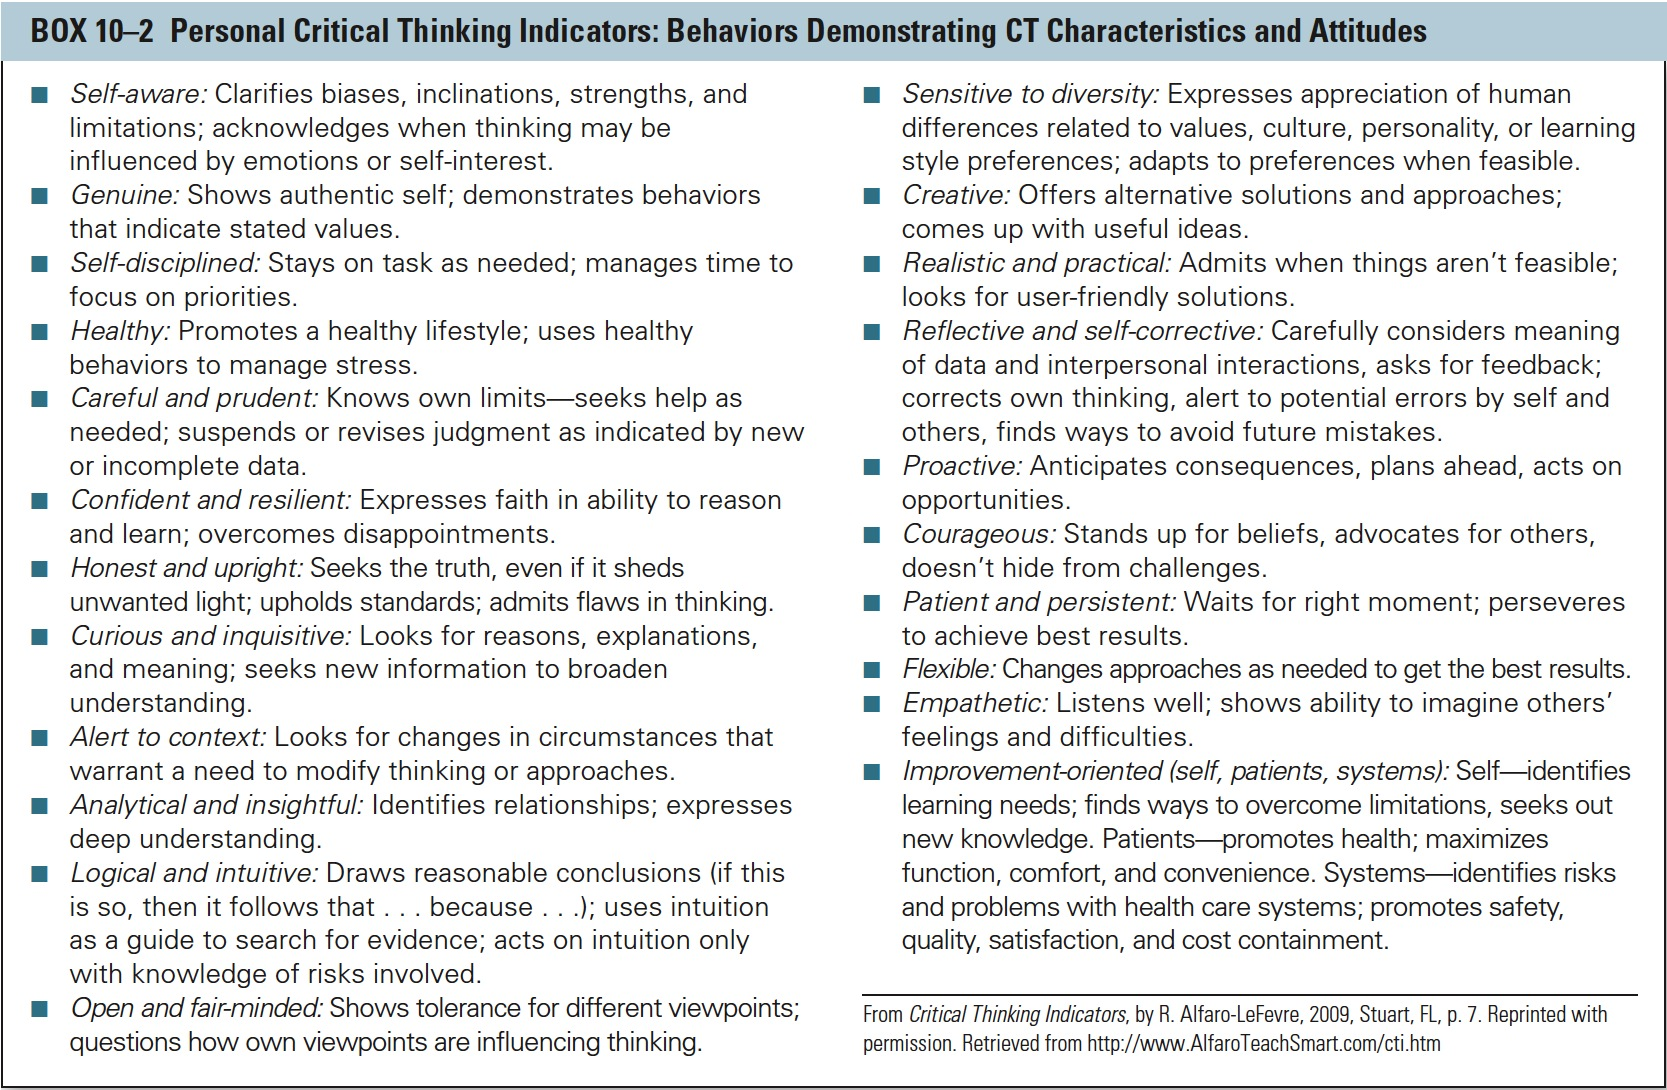 BOX 10–2 Personal Critical Thinking Indicators: Behaviors Demonstrating CT Characteristics and Attitudes
■ Self-aware: Clarifies biases, inclinations, strengths, and
limitations; acknowledges when thinking may be
influenced by emotions or self-interest.
■ Genuine: Shows authentic self; demonstrates behaviors
that indicate stated values.
■ Self-disciplined: Stays on task as needed; manages time to
focus on priorities.
■ Healthy: Promotes a healthy lifestyle; uses healthy
behaviors to manage stress.
■ Careful and prudent: Knows own limits—seeks help as
needed; suspends or revises judgment as indicated by new
or incomplete data.
■ Confident and resilient: Expresses faith in ability to reason
and learn; overcomes disappointments.
■ Honest and upright: Seeks the truth, even if it sheds
unwanted light; upholds standards; admits flaws in thinking.
■ Curious and inquisitive: Looks for reasons, explanations,
and meaning; seeks new information to broaden
understanding.
■ Alert to context: Looks for changes in circumstances that
warrant a need to modify thinking or approaches.
■ Analytical and insightful: Identifies relationships; expresses
deep understanding.
■ Logical and intuitive: Draws reasonable conclusions (if this
is so, then it follows that . . . because . . .); uses intuition
as a guide to search for evidence; acts on intuition only
with knowledge of risks involved.
■ Open and fair-minded: Shows tolerance for different viewpoints;
questions how own viewpoints are influencing thinking.
■ Sensitive to diversity: Expresses appreciation of human
differences related to values, culture, personality, or learning
style preferences; adapts to preferences when feasible.
■ Creative: Offers alternative solutions and approaches;
comes up with useful ideas.
■ Realistic and practical: Admits when things aren't feasible;
looks for user-friendly solutions.
■ Reflective and self-corrective: Carefully considers meaning
of data and interpersonal interactions, asks for feedback;
corrects own thinking, alert to potential errors by self and
others, finds ways to avoid future mistakes.
■ Proactive: Anticipates consequences, plans ahead, acts on
opportunities.
■ Courageous: Stands up for beliefs, advocates for others,
doesn't hide from challenges.
■ Patient and persistent: Waits for right moment; perseveres
to achieve best results.
■ Flexible: Changes approaches as needed to get the best results.
■ Empathetic: Listens well; shows ability to imagine others'
feelings and difficulties.
■ Improvement-oriented (self, patients, systems): Self—identifies
learning needs; finds ways to overcome limitations, seeks out
new knowledge. Patients—promotes health; maximizes
function, comfort, and convenience. Systems—identifies risks
and problems with health care systems; promotes safety,
quality, satisfaction, and cost containment.
From Critical Thinking Indicators, by R. Alfaro-LeFevre, 2009, Stuart, FL, p. 7. Reprinted with
permission. Retrieved from http://www.AlfaroTeachSmart.com/cti.htm